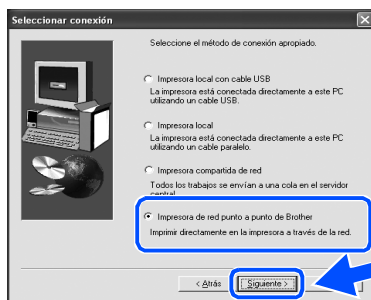 Seleccionar conexión
Seleccione el método de conexión apropiado.
Impresora local con cable USB
La impresora está conectada directamente a este PC
utilizando un cable USB.
Impresora local
La impresora está conectada directamente a este PC
utilizando un cable paralelo.
Impresora compartida de red
Todos los trabajos se envían a una cola en el servidor
central.
Impresora de red punto a punto de Brother
Imprimir directamente en la impresora a través de la red.
< Atrás
Siguiente >